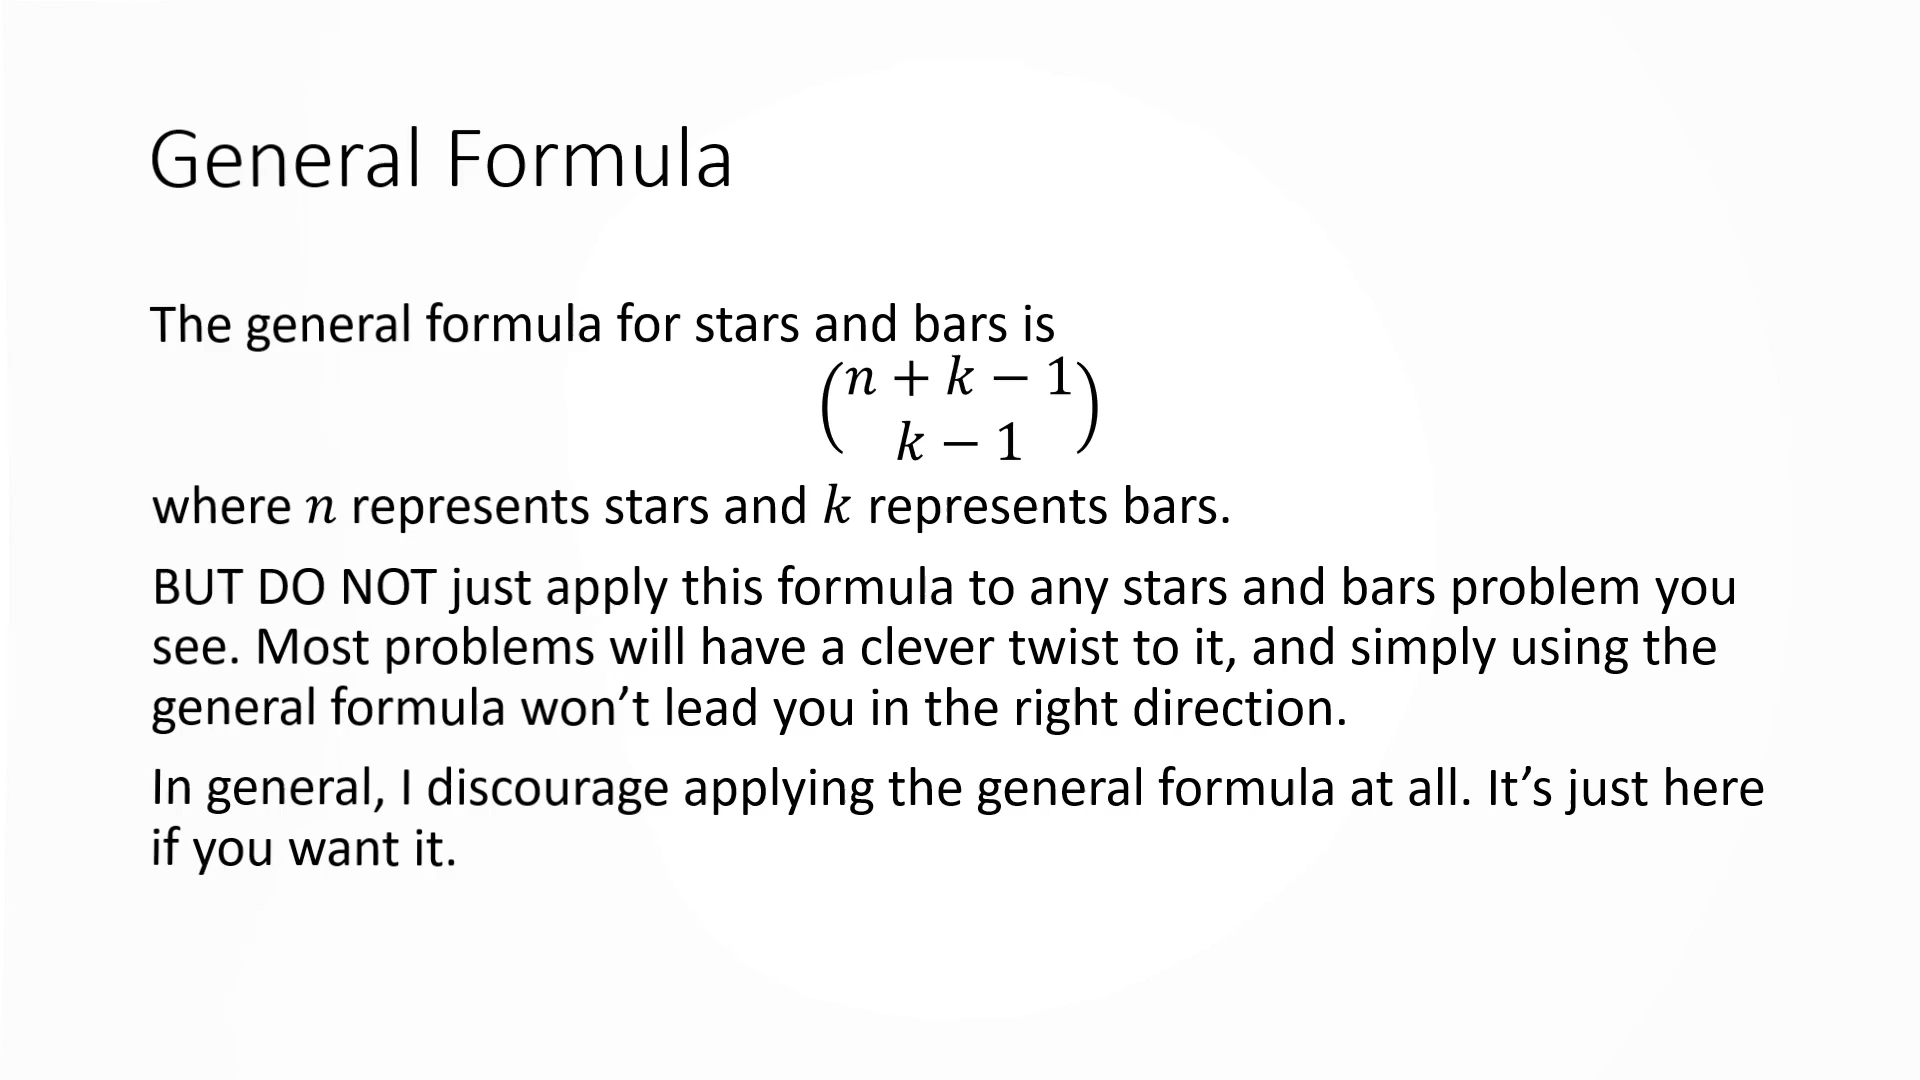 General Formula
The general formula for stars and bars is
(n + k − 1
k − 1)
where n represents stars and k represents bars.
BUT DO NOT just apply this formula to any stars and bars problem you
see. Most problems will have a clever twist to it, and simply using the
general formula won’t lead you in the right direction.
In general, I discourage applying the general formula at all. It’s just here
if you want it.